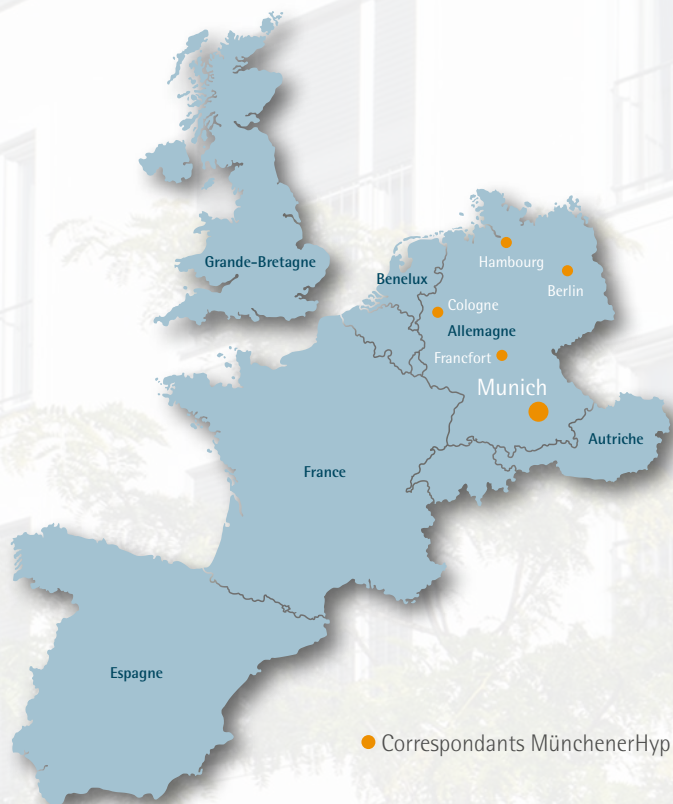 Grande-Bretagne
Benelux
Hambourg
Berlin
Cologne
Allemagne
Francfort
Munich
Autriche
France
Espagne
Correspondants MünchenerHyp